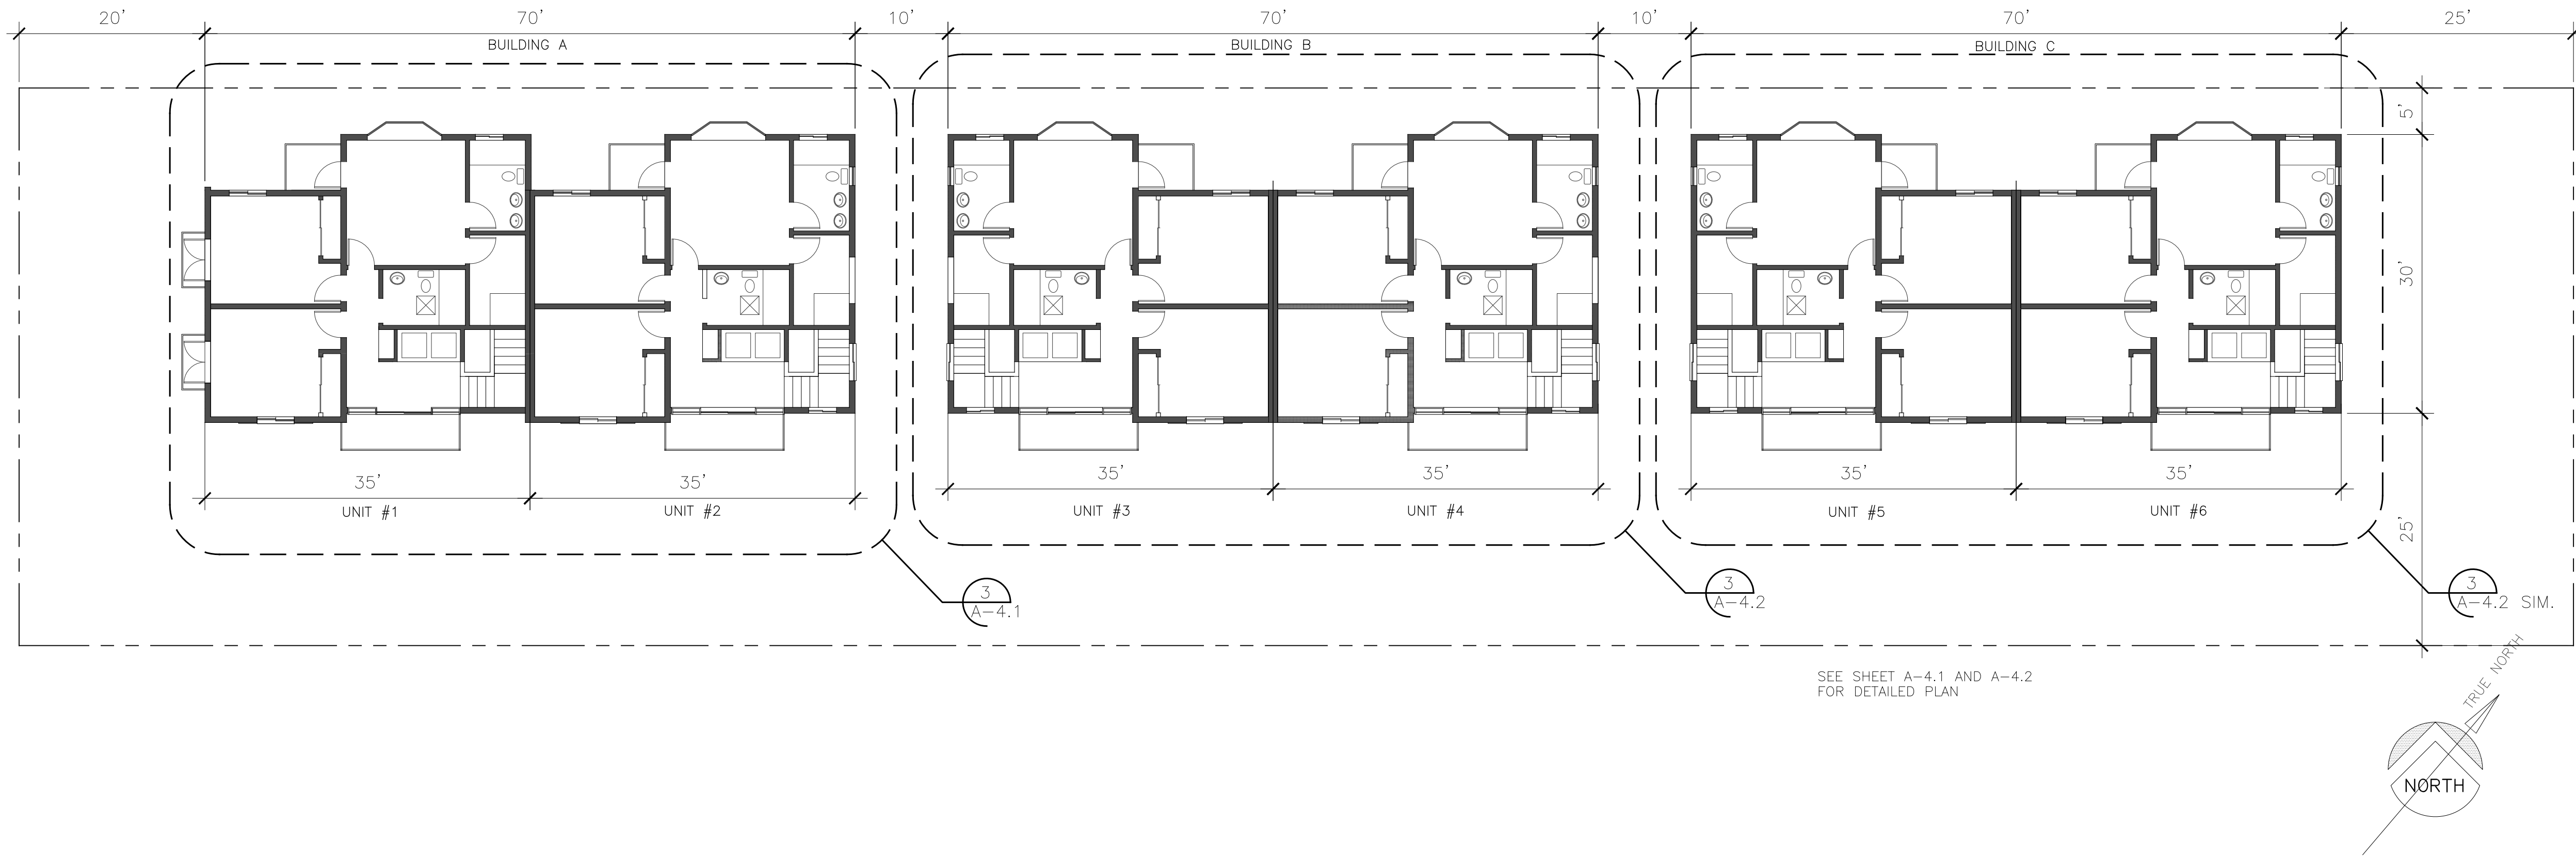 20' 70' 10' 70' 10' 70' 25'
BUILDING A BUILDING B BUILDING C
5'
30'
25'
35' 35' 35' 35' 35' 35'
UNIT #1 UNIT #2 UNIT #3 UNIT #4 UNIT #5 UNIT #6
3
A-4.1
3
A-4.2
3
A-4.2 SIM.
SEE SHEET A-4.1 AND A-4.2
FOR DETAILED PLAN
TRUE NORTH
NORTH